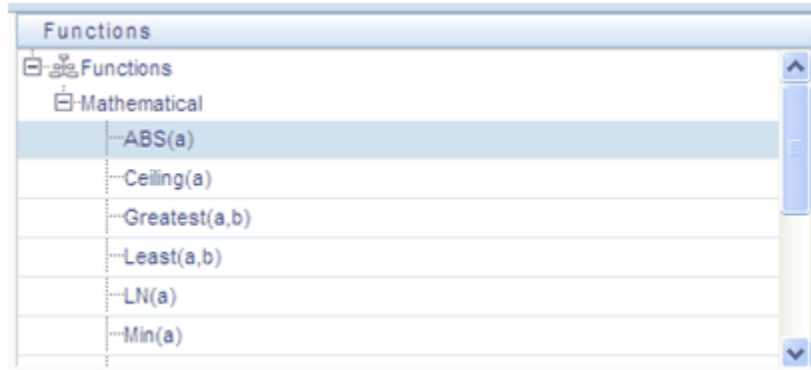 Functions
Functions
Mathematical
ABS(a)
Ceiling(a)
Greatest(a,b)
Least(a,b)
LN(a)
Min(a)